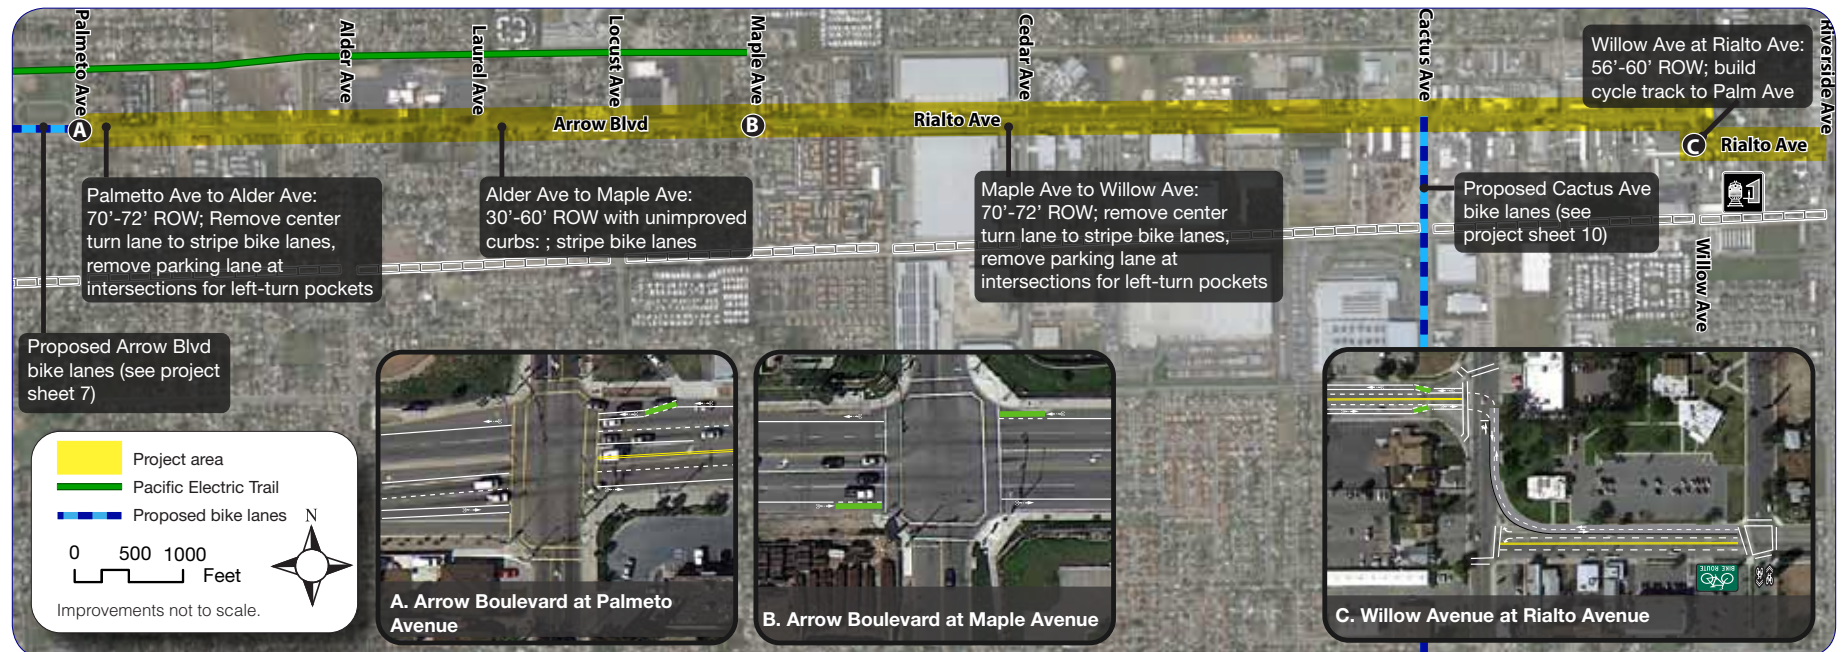 Palmeto Ave
Alder Ave
Laurel Ave
Locust Ave
Maple Ave
Cedar Ave
Cactus Ave
Riverside Ave
Willow Ave at Rialto Ave:
56'-60' ROW; build
cycle track to Palm Ave
A
Arrow Blvd
B
Rialto Ave
C
Rialto Ave
Palmetto Ave to Alder Ave:
70'-72' ROW; Remove center
turn lane to stripe bike lanes,
remove parking lane at
intersections for left-turn pockets
Alder Ave to Maple Ave:
30'-60' ROW with unimproved
curbs: ; stripe bike lanes
Maple Ave to Willow Ave:
70'-72' ROW; remove center
turn lane to stripe bike lanes,
remove parking lane at
intersections for left-turn pockets
Proposed Cactus Ave
bike lanes (see
project sheet 10)
Willow Ave
Proposed Arrow Blvd
bike lanes (see project
sheet 7)
Project area
Pacific Electric Trail
Proposed bike lanes
N
0 500 1000
Feet
Improvements not to scale.
A. Arrow Boulevard at Palmeto
Avenue
B. Arrow Boulevard at Maple Avenue
BIKE ROUTE
C. Willow Avenue at Rialto Avenue